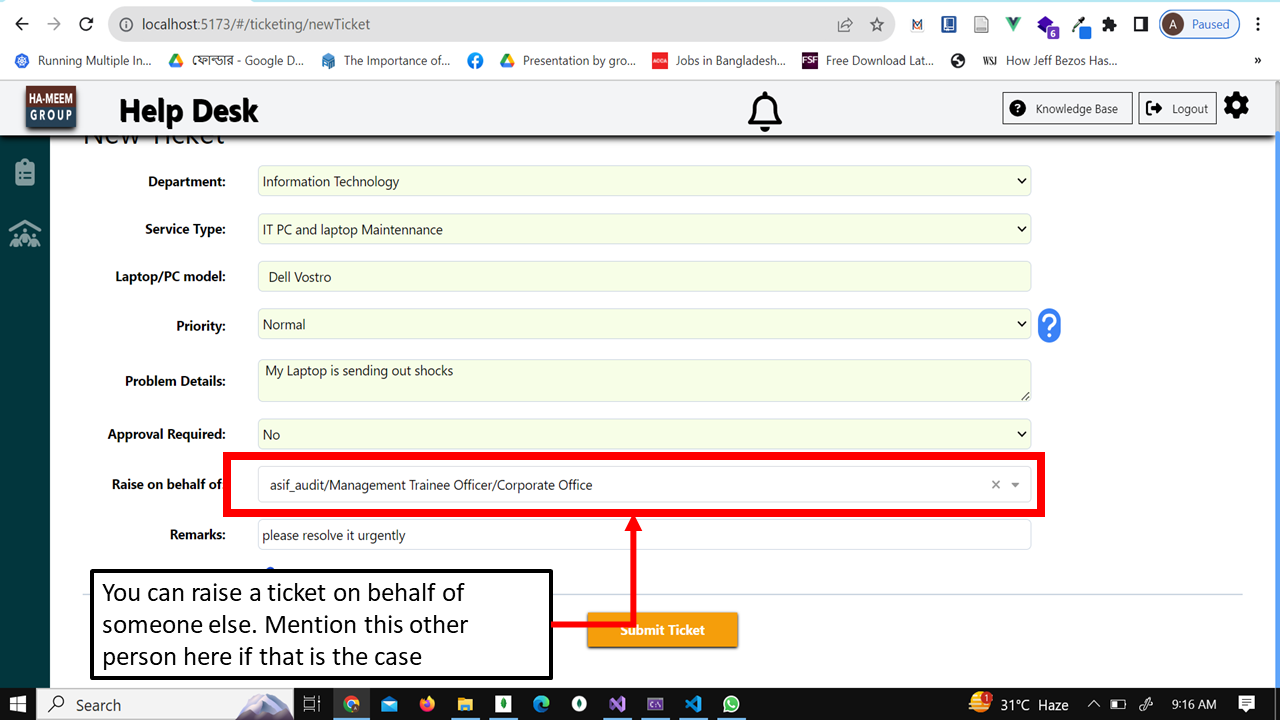 localhost:5173/#/ticketing/newTicket
6
A
Paused
Running Multiple In...
ফোল্ডার - Google D...
The Importance of...
Presentation by gro...
ACCA
Jobs in Bangladesh...
FSF
Free Download Lat...
WSJ
How Jeff Bezos Has...
»
HA-MEEM
GROUP
Help Desk
Knowledge Base
Logout
New Ticket
Department:
Information Technology
Service Type:
IT PC and laptop Maintennance
Laptop/PC model:
Dell Vostro
Priority:
Normal
?
Problem Details:
My Laptop is sending out shocks
Approval Required:
No
Raise on behalf of
asif_audit/Management Trainee Officer/Corporate Office
Remarks:
please resolve it urgently
You can raise a ticket on behalf of
someone else. Mention this other
person here if that is the case
Submit Ticket
Search
1
31°C Haze
9:16 AM